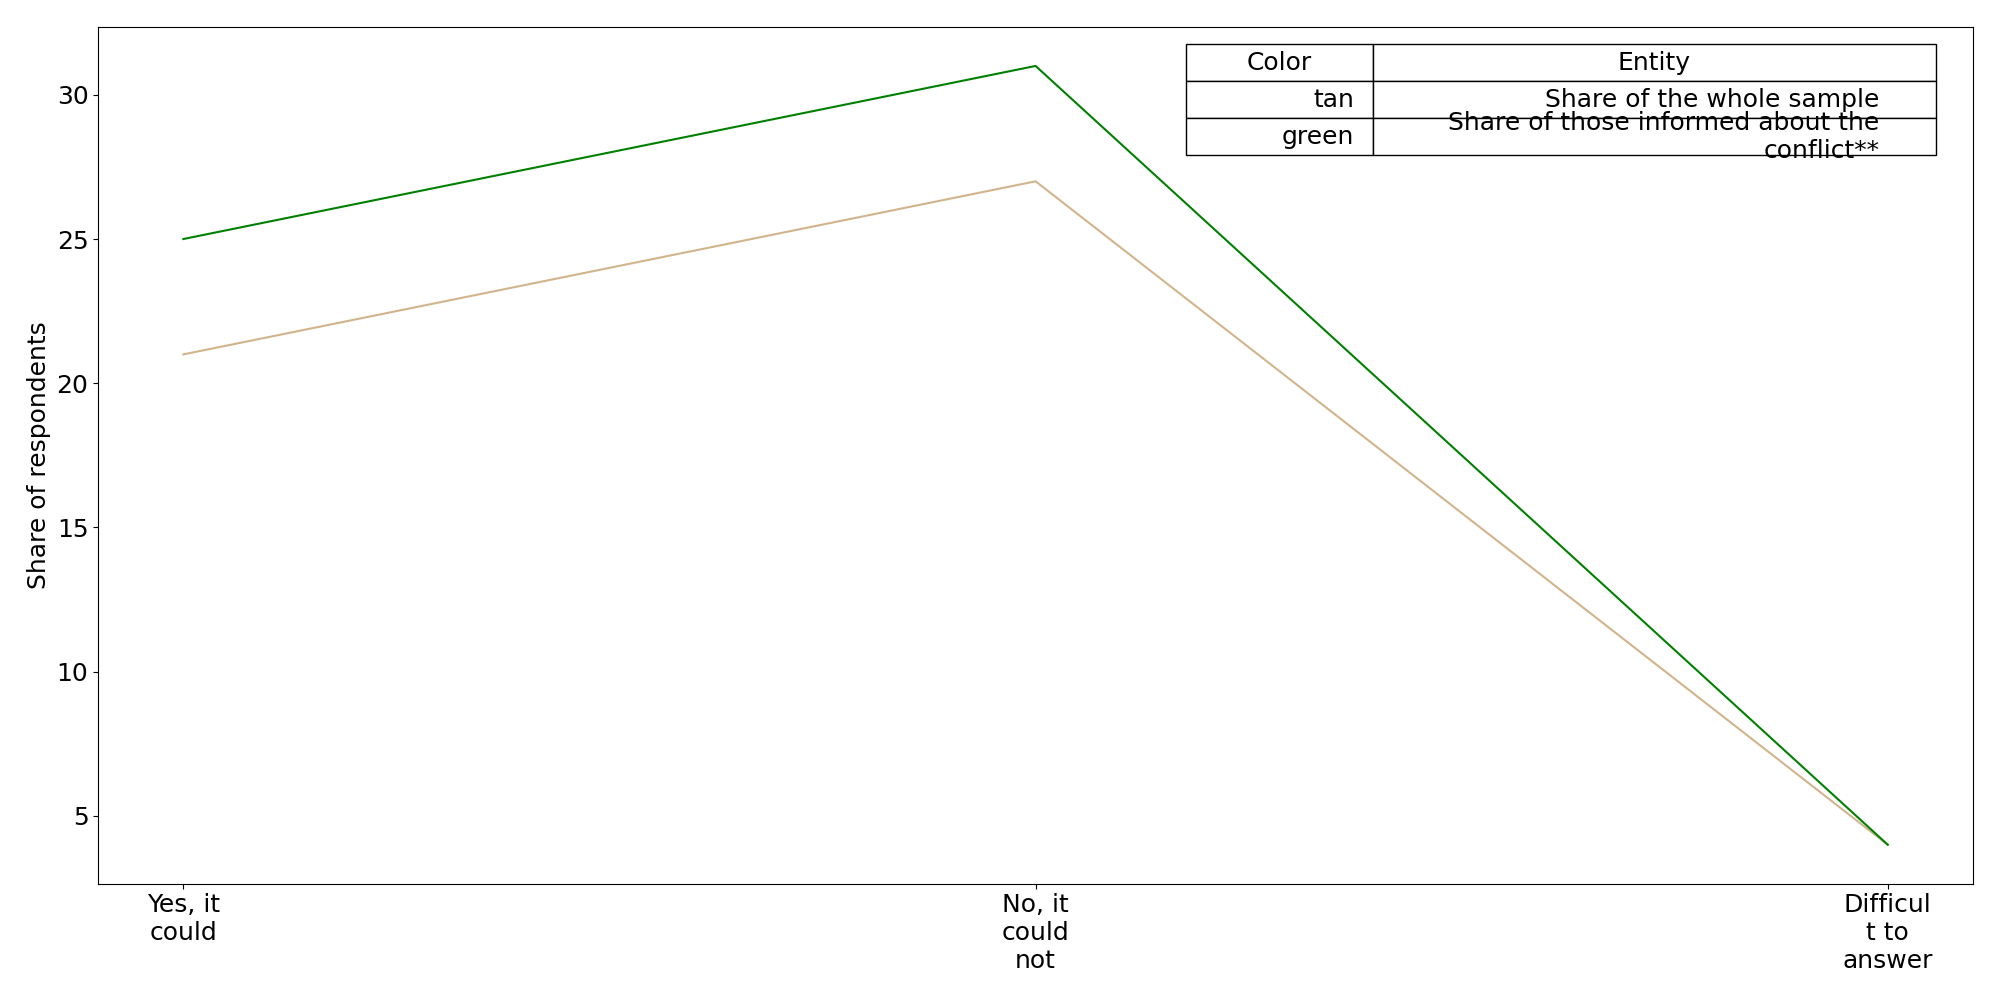 Color Entity
tan Share of the whole sample
green Share of those informed about the
conflict**
30
25
20
15
10
5
Share of respondents
Yes, it
could
No, it
could
not
Difficul
t to
answer